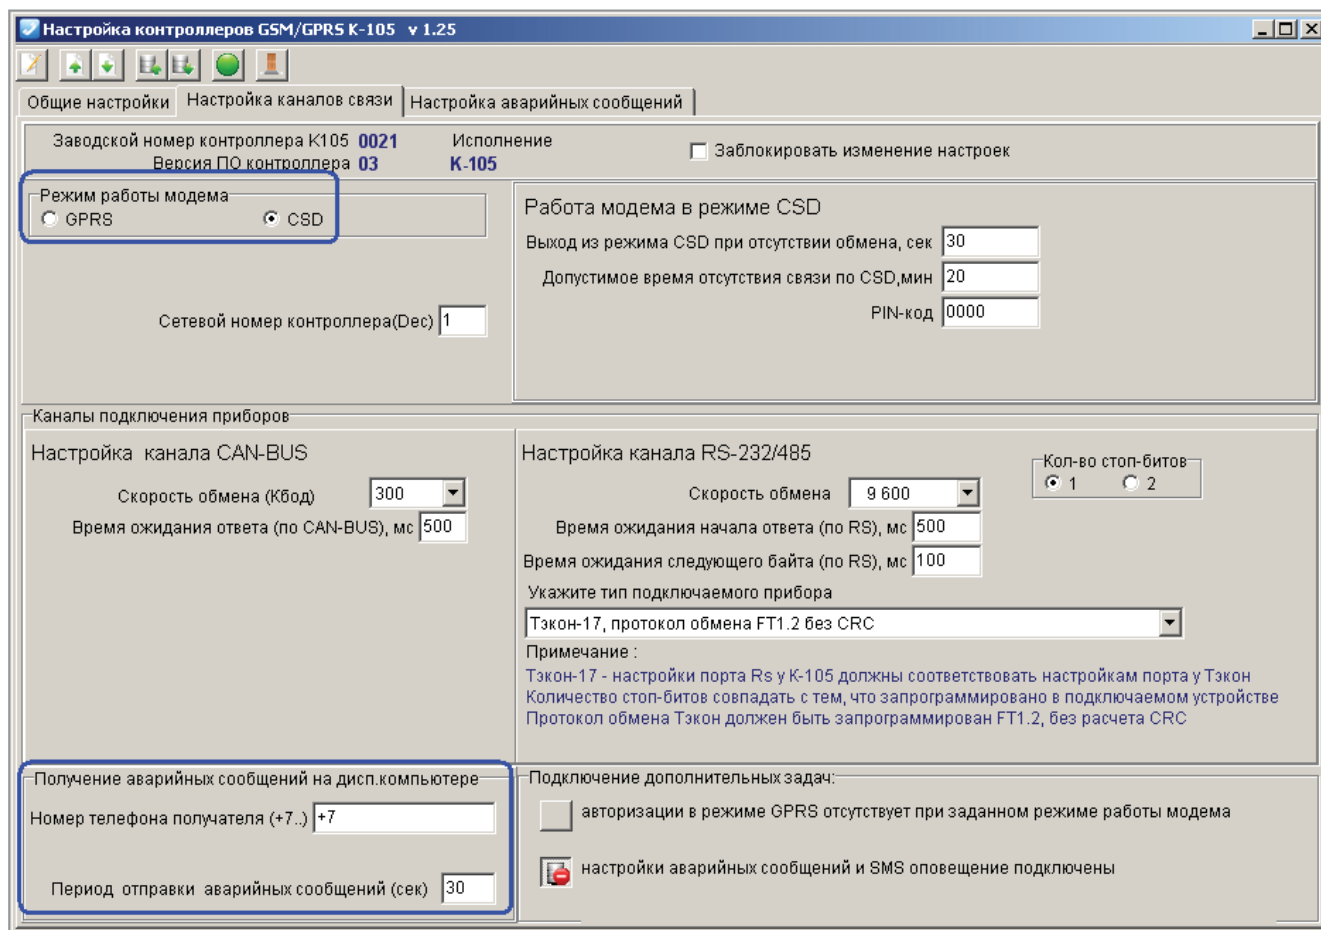 Настройка контроллеров GSM/GPRS K-105 v 1.25
Общие настройки
Настройка каналов связи
Настройка аварийных сообщений
Заводской номер контроллера К105 0021
Исполнение
Заблокировать изменение настроек
Версия ПО контроллера 03
К-105
Режим работы модема
GPRS
CSD
Сетевой номер контроллера(Dec) 1
Работа модема в режиме CSD
Выход из режима CSD при отсутствии обмена, сек 30
Допустимое время отсутствия связи по CSD,мин 20
PIN-код 0000
Каналы подключения приборов
Настройка канала CAN-BUS
Скорость обмена (Кбод) 300
Время ожидания ответа (по CAN-BUS), мс 500
Настройка канала RS-232/485
Кол-во стоп-битов
1 2
Скорость обмена 9 600
Время ожидания начала ответа (по RS), мс 500
Время ожидания следующего байта (по RS), мс 100
Укажите тип подключаемого прибора
Тэкон-17, протокол обмена FT1.2 без CRC
Примечание :
Тэкон-17 - настройки порта Rs у К-105 должны соответствовать настройкам порта у Тэкон
Количество стоп-битов совпадать с тем, что запрограммировано в подключаемом устройстве
Протокол обмена Тэкон должен быть запрограммирован FT1.2, без расчета CRC
Получение аварийных сообщений на дисп.компьютере
Номер телефона получателя (+7..) +7
Период отправки аварийных сообщений (сек) 30
Подключение дополнительных задач:
авторизации в режиме GPRS отсутствует при заданном режиме работы модема
настройки аварийных сообщений и SMS оповещение подключены